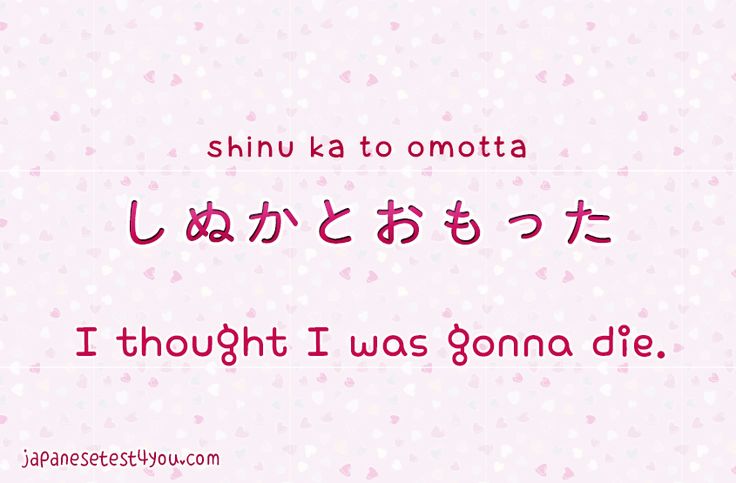 shinu ka to omotta
しぬかとおもった
I thought I was gonna die.
japanesetest4you.com